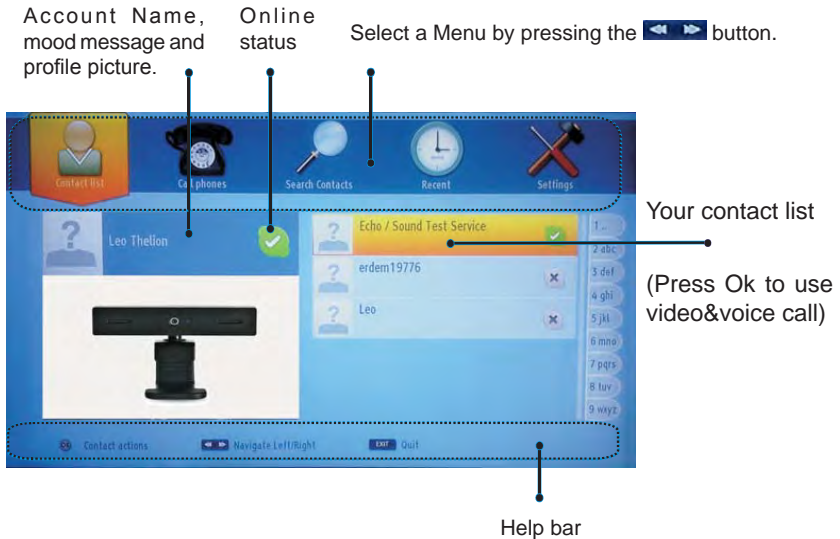 Account Name,
mood message and
profile picture.
Online
status
Select a Menu by pressing the button.
Contact list
Call phones
Search Contacts
Recent
Settings
Leo Thelion
Echo / Sound Test Service
erdem19776
Leo
1 ..
2 abc
3 def
4 ghi
5 jkl
6 mno
7 pqrs
8 tuv
9 wxyz
Your contact list
(Press Ok to use
video&voice call)
OK Contact actions
Navigate Left/Right
EXIT Quit
Help bar